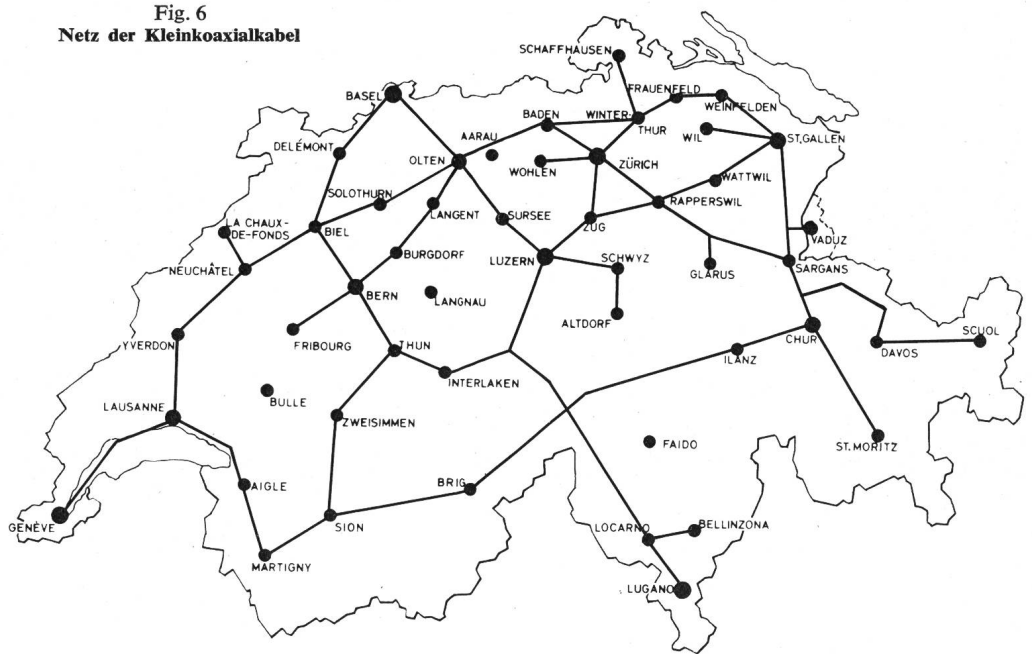 Fig. 6
Netz der Kleinkoaxialkabel
SCHAFFHAUSEN
BASEL
FRAUENFELD
WEINFELDEN
BADEN
WINTER-
THUR
WIL
ST.GALLEN
AARAU
DELÉMONT
OLTEN
WOHLEN
ZÜRICH
WATTWIL
SOLOTHURN
LANGENT
SURSEE
RAPPERSWIL
LA CHAUX-
DE-FONDS
BIEL
ZUG
VADUZ
BURGDORF
LUZERN
SCHWYZ
GLARUS
SARGANS
NEUCHÂTEL
BERN
LANGNAU
ALTDORF
YVERDON
FRIBOURG
THUN
ILANZ
CHUR
DAVOS
SCUOL
INTERLAKEN
BULLE
LAUSANNE
ZWEISIMMEN
FAIDO
ST.MORITZ
AIGLE
BRIG
GENÈVE
SION
LOCARNO
BELLINZONA
MARTIGNY
LUGANO